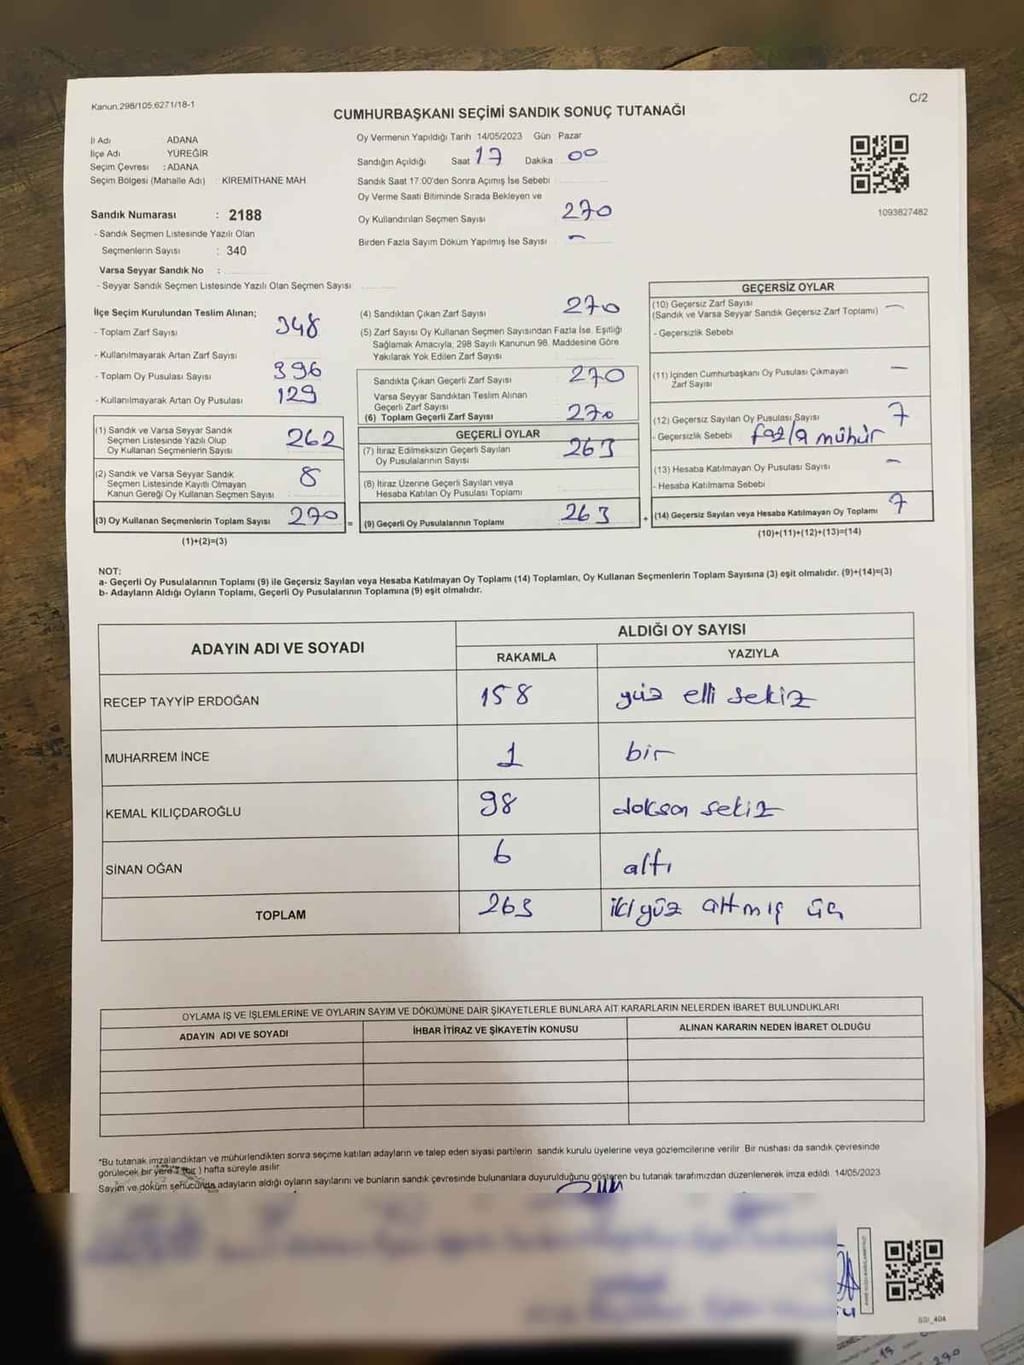 Kanun.298/105,6271/18-1
C/2
CUMHURBAŞKANI SEÇİMİ SANDIK SONUÇ TUTANAĞI
İl Adı ADANA
İlçe Adı YÜREĞİR
Seçim Çevresi : ADANA
Seçim Bölgesi (Mahalle Adı) : KİREMİTHANE MAH
Sandık Numarası : 2188
- Sandık Seçmen Listesinde Yazılı Olan
Seçmenlerin Sayısı : 340
Varsa Seyyar Sandık No :
- Seyyar Sandık Seçmen Listesinde Yazılı Olan Seçmen Sayısı
Oy Vermenin Yapıldığı Tarih 14/05/2023 Gün : Pazar
Sandığın Açıldığı Saat 17 Dakika : 00
Sandık Saat 17:00'den Sonra Açımış İse Sebebi
Oy Verme Saati Bitiminde Sırada Bekleyen ve
Oy Kullandırılan Seçmen Sayısı 270
Birden Fazla Sayım Döküm Yapılmış İse Sayısı -
1093827482
İlçe Seçim Kurulundan Teslim Alınan;
- Toplam Zarf Sayısı 348
- Kullanılmayarak Artan Zarf Sayısı
- Toplam Oy Pusulası Sayısı 396
- Kullanılmayarak Artan Oy Pusulası 129
(1) Sandık ve Varsa Seyyar Sandık
Seçmen Listesinde Yazılı Olup
Oy Kullanan Seçmenlerin Sayısı 262
(2) Sandık ve Varsa Seyyar Sandık
Seçmen Listesinde Kayıtlı Olmayan
Kanun Gereği Oy Kullanan Seçmen Sayısı 8
(3) Oy Kullanan Seçmenlerin Toplam Sayısı 270 =
(1)+(2)=(3)
(4) Sandıktan Çıkan Zarf Sayısı 270
(5) Zarf Sayısı Oy Kullanan Seçmen Sayısından Fazla İse, Eşitliği
Sağlamak Amacıyla, 298 Sayılı Kanunun 98. Maddesine Göre
Yakılarak Yok Edilen Zarf Sayısı
Sandıkta Çıkan Geçerli Zarf Sayısı 270
Varsa Seyyar Sandıktan Teslim Alınan
Geçerli Zarf Sayısı
(6) Toplam Geçerli Zarf Sayısı 270
GEÇERLİ OYLAR
(7) İtiraz Edilmeksizin Geçerli Sayılan
Oy Pusulalarının Sayısı 263
(8) İtiraz Üzerine Geçerli Sayılan veya
Hesaba Katılan Oy Pusulası Toplamı
(9) Geçerli Oy Pusulalarının Toplamı 263 +
GEÇERSİZ OYLAR
(10) Geçersiz Zarf Sayısı
(Sandık ve Varsa Seyyar Sandık Geçersiz Zarf Toplamı) -
- Geçersizlik Sebebi
(11) İçinden Cumhurbaşkanı Oy Pusulası Çıkmayan
Zarf Sayısı -
(12) Geçersiz Sayılan Oy Pusulası Sayısı 7
- Geçersizlik Sebebi fazla mühür
(13) Hesaba Katılmayan Oy Pusulası Sayısı -
- Hesaba Katılmama Sebebi
(14) Geçersiz Sayılan veya Hesaba Katılmayan Oy Toplamı 7
(10)+(11)+(12)+(13)=(14)
NOT:
a- Geçerli Oy Pusulalarının Toplamı (9) ile Geçersiz Sayılan veya Hesaba Katılmayan Oy Toplamı (14) Toplamları, Oy Kullanan Seçmenlerin Toplam Sayısına (3) eşit olmalıdır. (9)+(14)=(3)
b- Adayların Aldığı Oyların Toplamı, Geçerli Oy Pusulalarının Toplamına (9) eşit olmalıdır.
ADAYIN ADI VE SOYADI
ALDIĞI OY SAYISI
RAKAMLA YAZIYLA
RECEP TAYYİP ERDOĞAN 158 yüz elli sekiz
MUHARREM İNCE 1 bir
KEMAL KILIÇDAROĞLU 98 doksan sekiz
SİNAN OĞAN 6 altı
TOPLAM 263 iki yüz altmış üç
OYLAMA İŞ VE İŞLEMLERİNE VE OYLARIN SAYIM VE DÖKÜMÜNE DAİR ŞİKAYETLERLE BUNLARA AİT KARARLARIN NELERDEN İBARET BULUNDUKLARI
ADAYIN ADI VE SOYADI İHBAR İTİRAZ VE ŞİKAYETİN KONUSU ALINAN KARARIN NEDEN İBARET OLDUĞU
*Bu tutanak imzalandıktan ve mühürlendikten sonra seçime katılan adayların ve talep eden siyasi partilerin sandık kurulu üyelerine veya gözlemcilerine verilir. Bir nüshası da sandık çevresinde
görülecek bir yere 1 (bir) hafta süreyle asılır
Sayım ve döküm sonucunda adayların aldığı oyların sayılarını ve bunların sandık çevresinde bulunanlara duyurulduğunu gösteren bu tutanak tarafımızdan düzenlenerek imza edildi. 14/05/2023